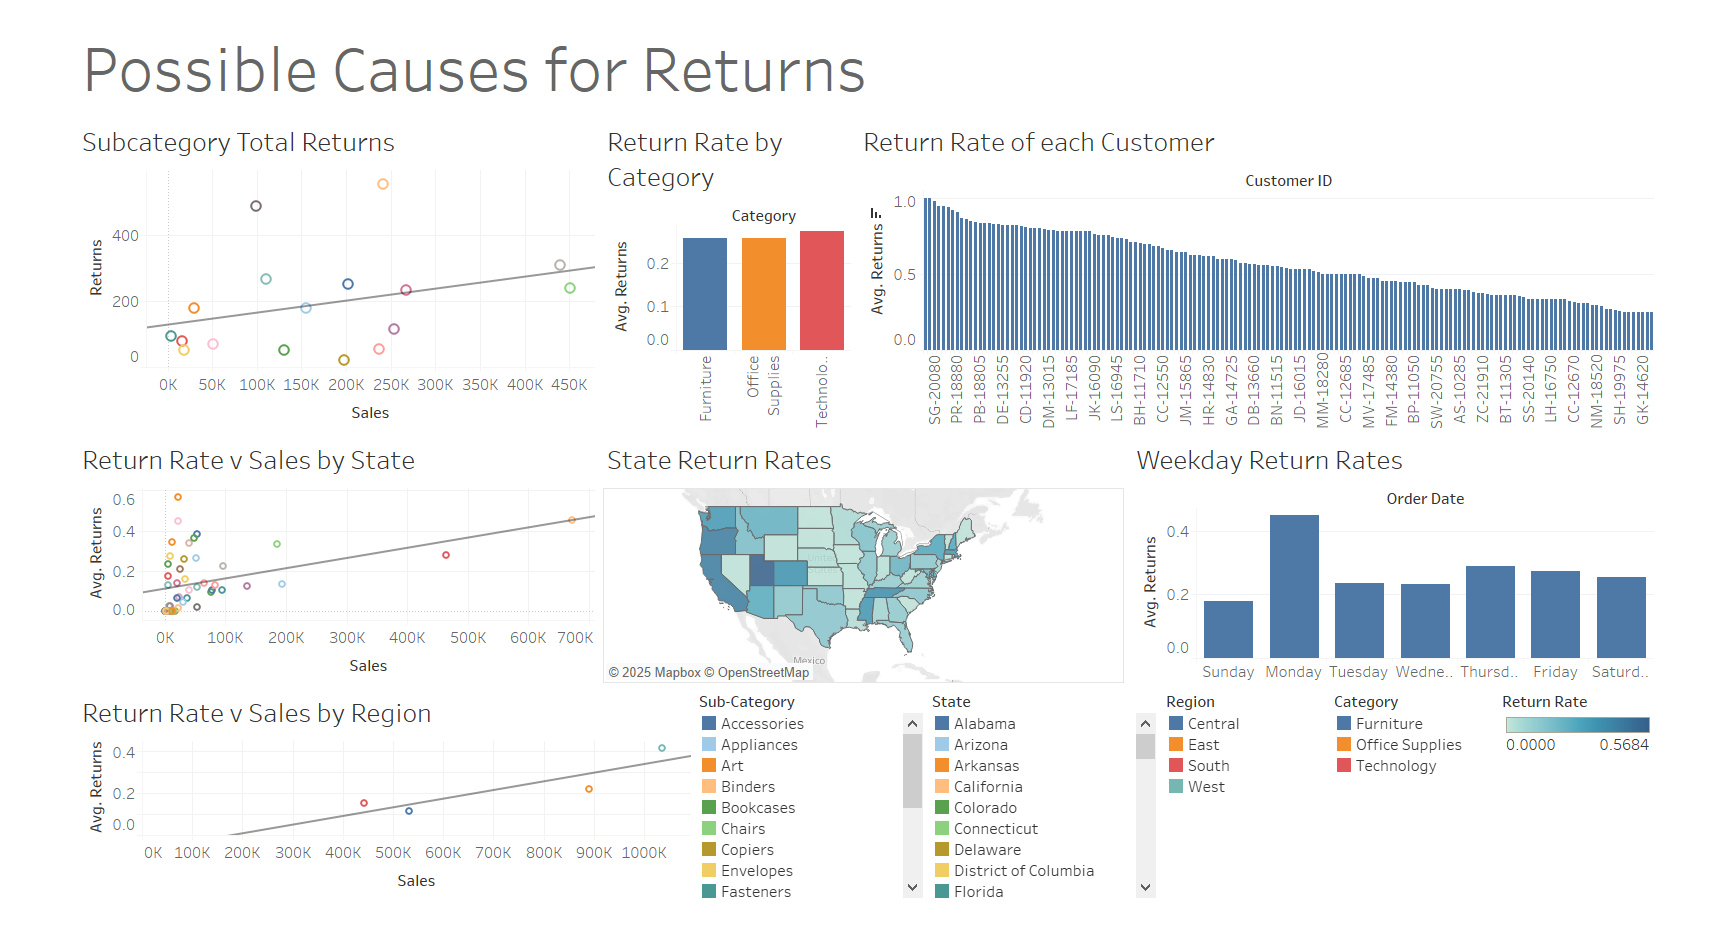 Possible Causes for Returns
Subcategory Total Returns
Returns
400
200
0
0K 50K 100K 150K 200K 250K 300K 350K 400K 450K
Sales
Return Rate by
Category
Category
Avg. Returns
0.2
0.1
0.0
Furniture
Office
Supplies
Technolo..
Return Rate of each Customer
Customer ID
Avg. Returns
1.0
0.5
0.0
SG-20080
PR-18880
PB-18805
DE-13255
CD-11920
DM-13015
LF-17185
JK-16090
LS-16945
BH-11710
CC-12550
JM-15865
HR-14830
GA-14725
DB-13660
BN-11515
JD-16015
MM-18280
CC-12685
MV-17485
FM-14380
BP-11050
SW-20755
AS-10285
ZC-21910
BT-11305
SS-20140
LH-16750
CC-12670
NM-18520
SH-19975
GK-14620
Return Rate v Sales by State
Avg. Returns
0.6
0.4
0.2
0.0
0K 100K 200K 300K 400K 500K 600K 700K
Sales
State Return Rates
Mexico
© 2025 Mapbox © OpenStreetMap
Weekday Return Rates
Order Date
Avg. Returns
0.4
0.2
0.0
Sunday Monday Tuesday Wedne.. Thursd.. Friday Saturd..
Return Rate v Sales by Region
Avg. Returns
0.4
0.2
0.0
0K 100K 200K 300K 400K 500K 600K 700K 800K 900K 1000K
Sales
Sub-Category
Accessories
Appliances
Art
Binders
Bookcases
Chairs
Copiers
Envelopes
Fasteners
State
Alabama
Arizona
Arkansas
California
Colorado
Connecticut
Delaware
District of Columbia
Florida
Region
Central
East
South
West
Category
Furniture
Office Supplies
Technology
Return Rate
0.0000 0.5684